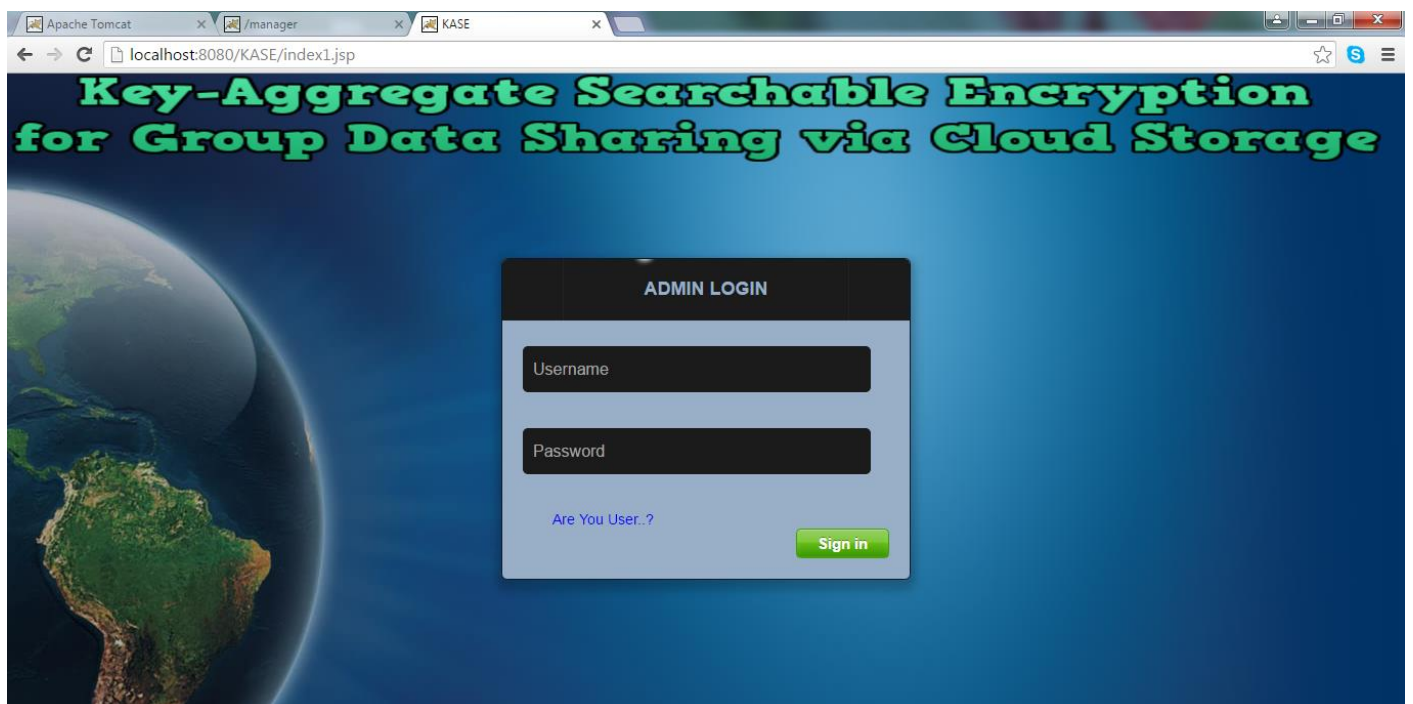 Apache Tomcat
/manager
KASE
localhost:8080/KASE/index1.jsp
S
Key-Aggregate Searchable Encryption
for Group Data Sharing via Cloud Storage
ADMIN LOGIN
Username
Password
Are You User..?
Sign in